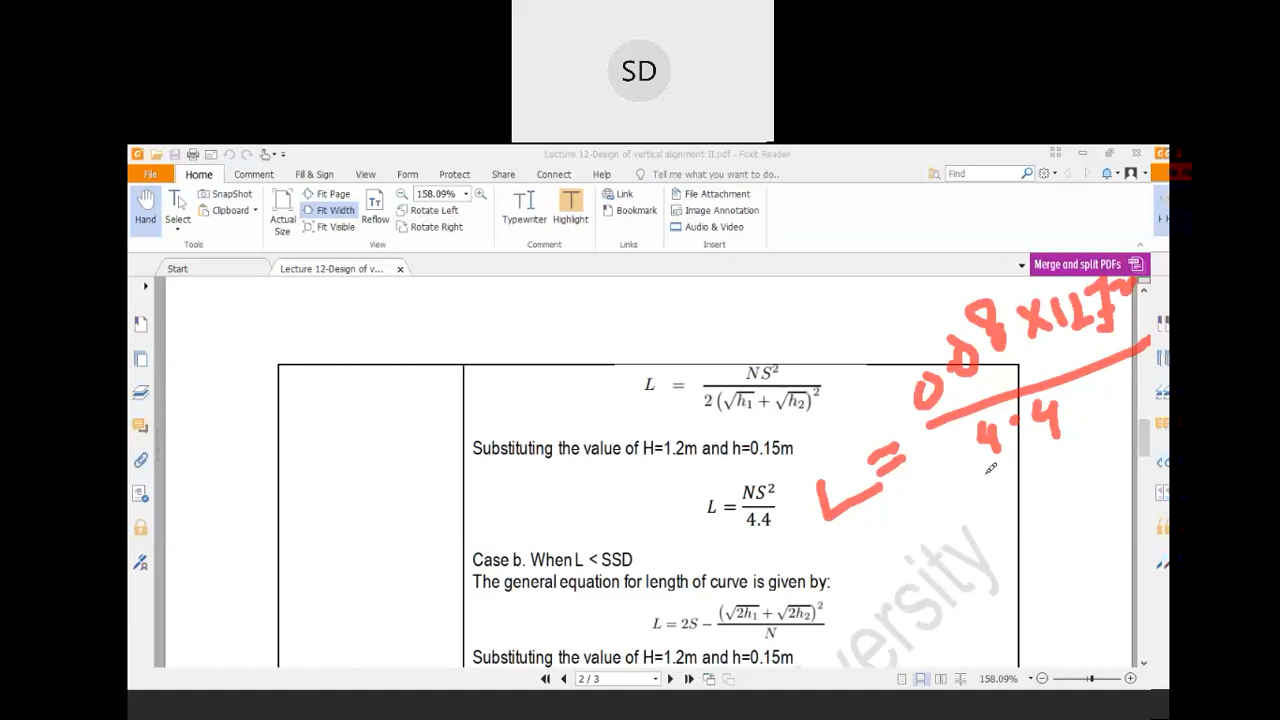 SD
Lecture 12-Design of vertical alignment II.pdf - Foxit Reader
File Home Comment Fill & Sign View Form Protect Share Connect Help Tell me what you want to do.. Find
Hand
Select
SnapShot
Clipboard
Tools
Actual Size
Fit Page
Fit Width
Fit Visible
Reflow
158.09%
Rotate Left
Rotate Right
View
Typewriter
Highlight
Comment
Link
Bookmark
Links
File Attachment
Image Annotation
Audio & Video
Insert
Start
Lecture 12-Design of v...
Merge and split PDFs
L = NS² / 2(√h₁ + √h₂)²
Substituting the value of H=1.2m and h=0.15m
L = NS² / 4.4
L = 4.4
Case b. When L < SSD
The general equation for length of curve is given by:
L = 2S − (√2h₁ + √2h₂)² / N
Substituting the value of H=1.2m and h=0.15m
versity
2 / 3
158.09%